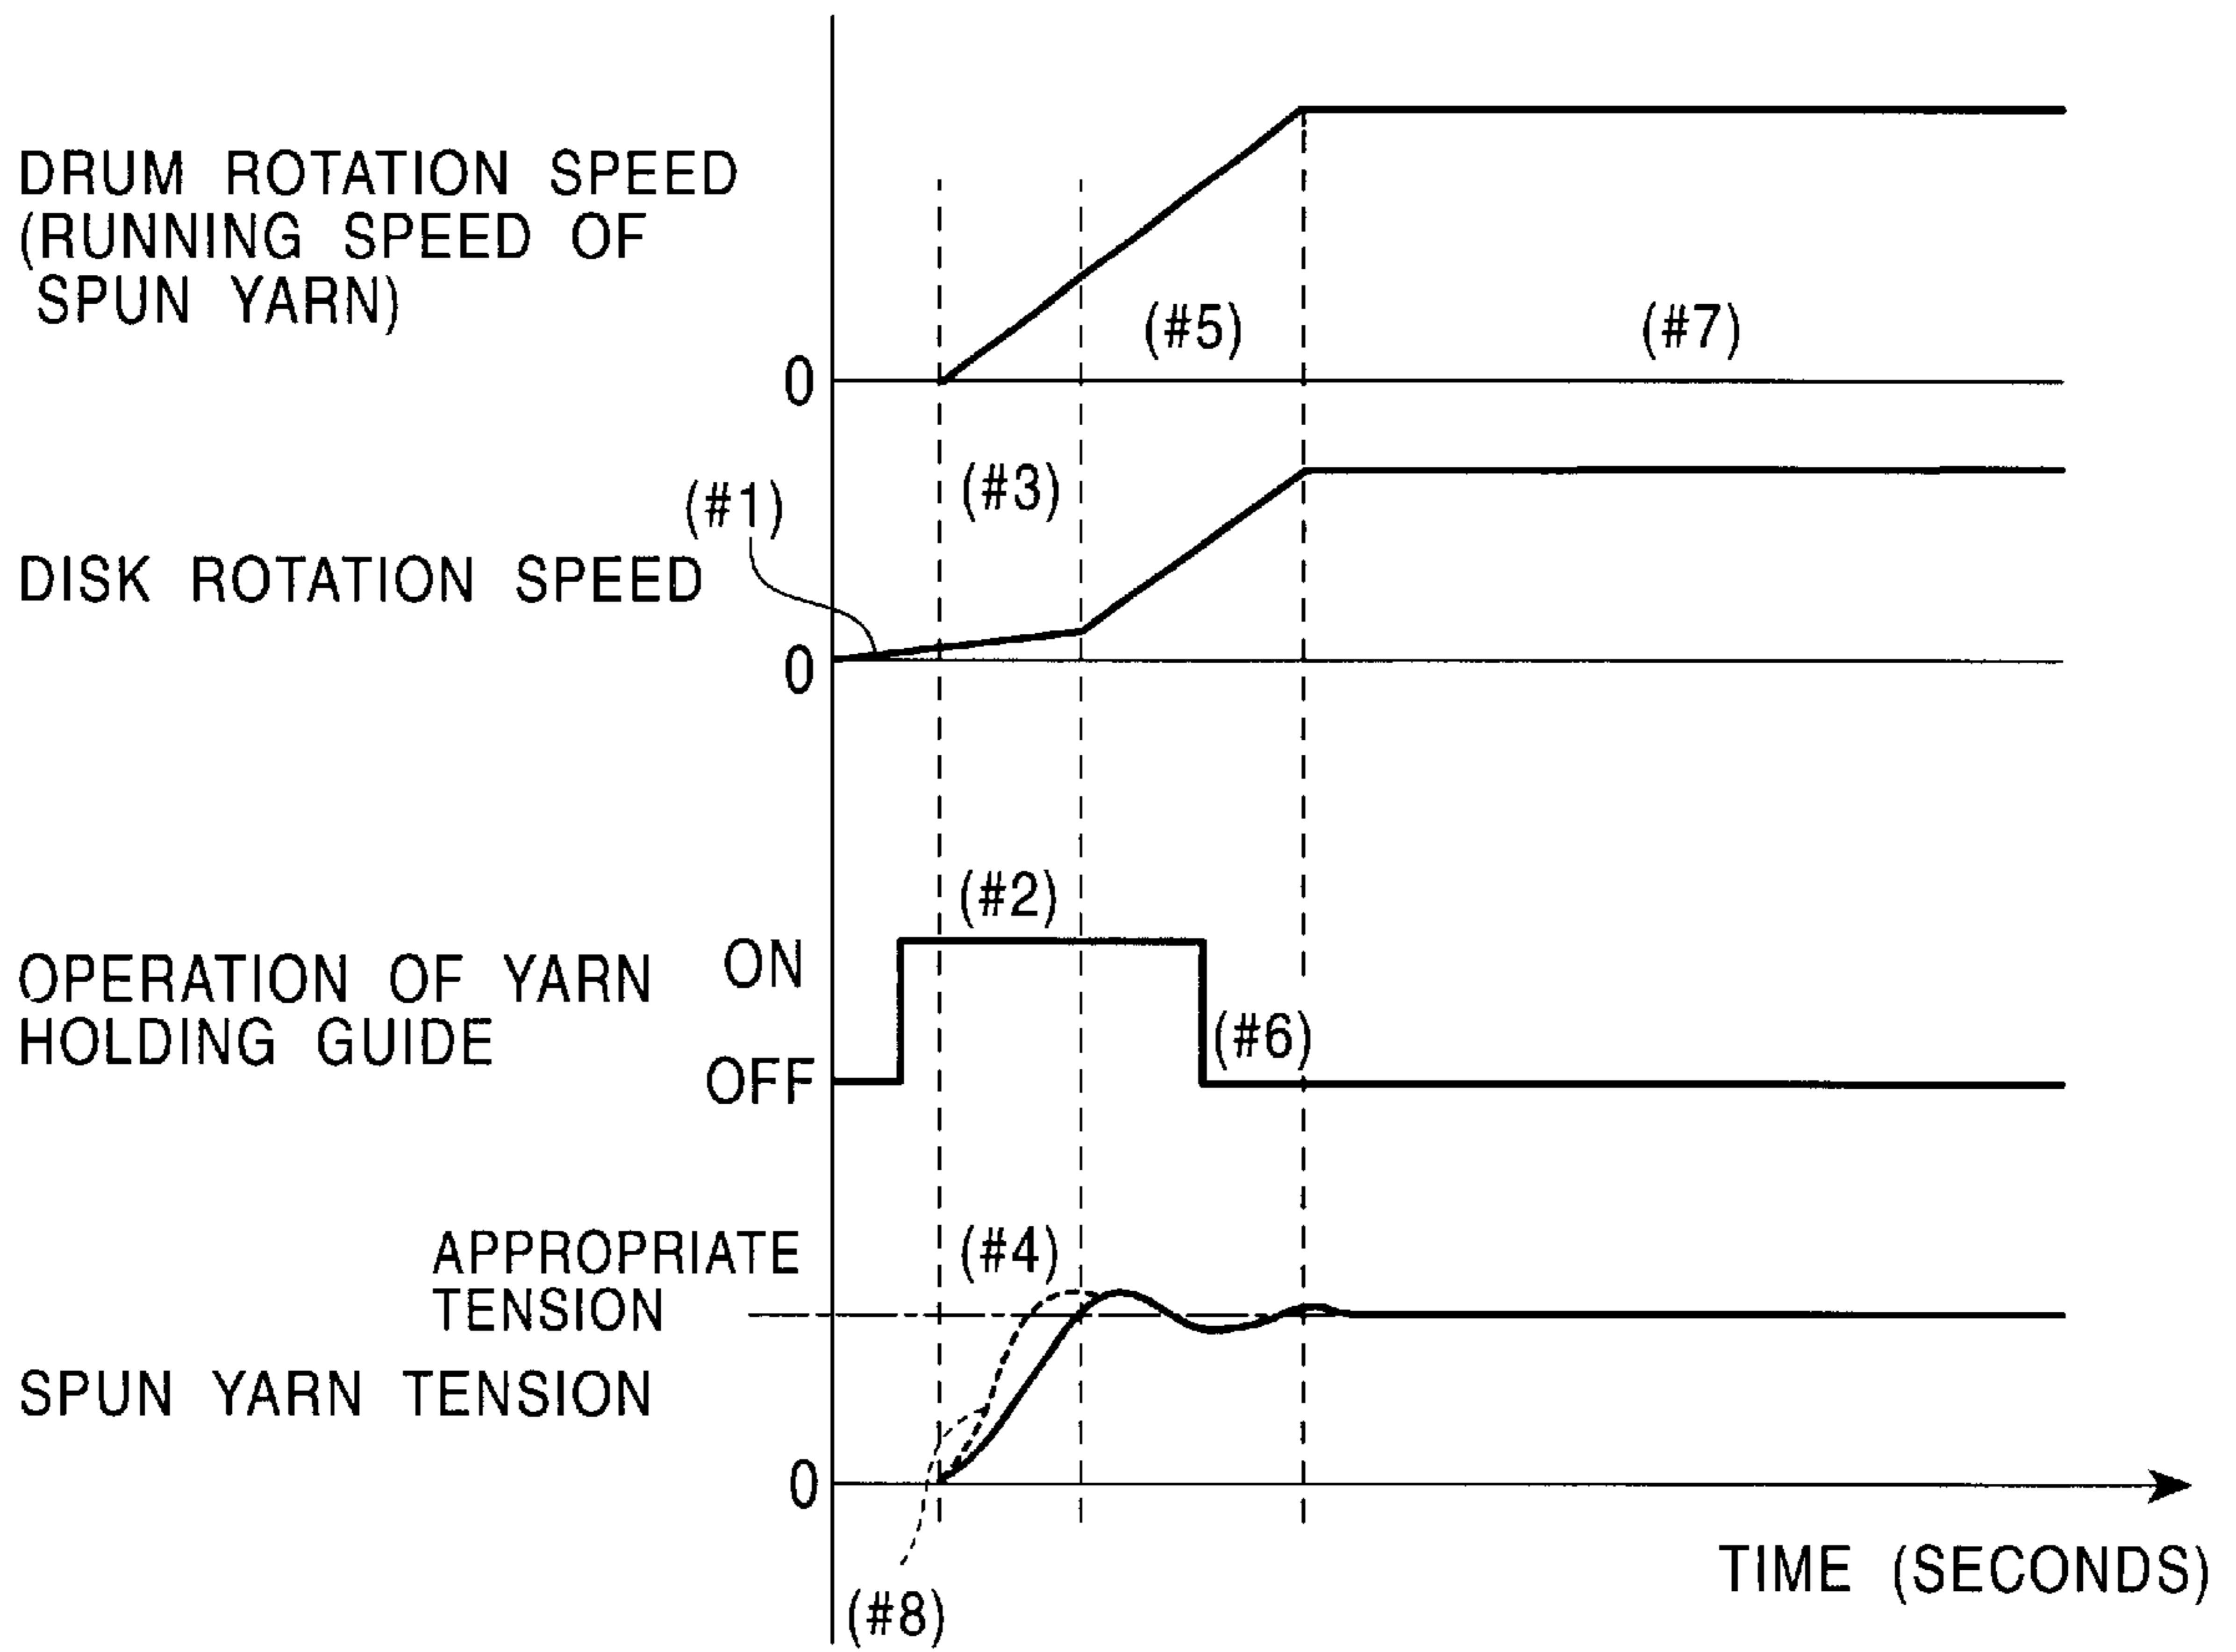 DRUM ROTATION SPEED
(RUNNING SPEED OF
SPUN YARN)
(#5)
(#7)
0
(#3)
(#1)
DISK ROTATION SPEED
0
(#2)
OPERATION OF YARN
HOLDING GUIDE
ON
(#6)
OFF
APPROPRIATE
TENSION
(#4)
SPUN YARN TENSION
0
TIME (SECONDS)
(#8)